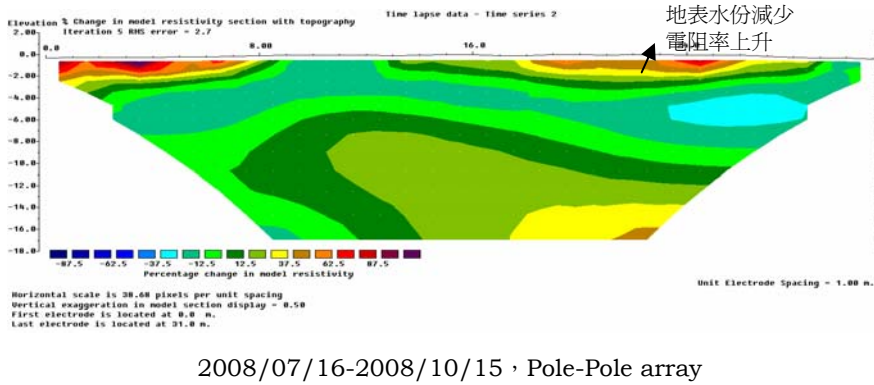 Elevation % Change in model resistivity section with topography
Time lapse data - Time series 2
地表水份減少
電阻率上升
2.00 Iteration 5 RMS error = 2.7
0.0 8.00 16.0
0.0
-2.00
-4.00
-6.00
-8.00
-10.0
-12.0
-14.0
-16.0
-18.0
-87.5 -62.5 -37.5 -12.5 12.5 37.5 62.5 87.5
Percentage change in model resistivity
Unit Electrode Spacing = 1.00 m.
Horizontal scale is 38.68 pixels per unit spacing
Vertical exaggeration in model section display = 0.50
First electrode is located at 0.0 m.
Last electrode is located at 31.0 m.
2008/07/16-2008/10/15，Pole-Pole array